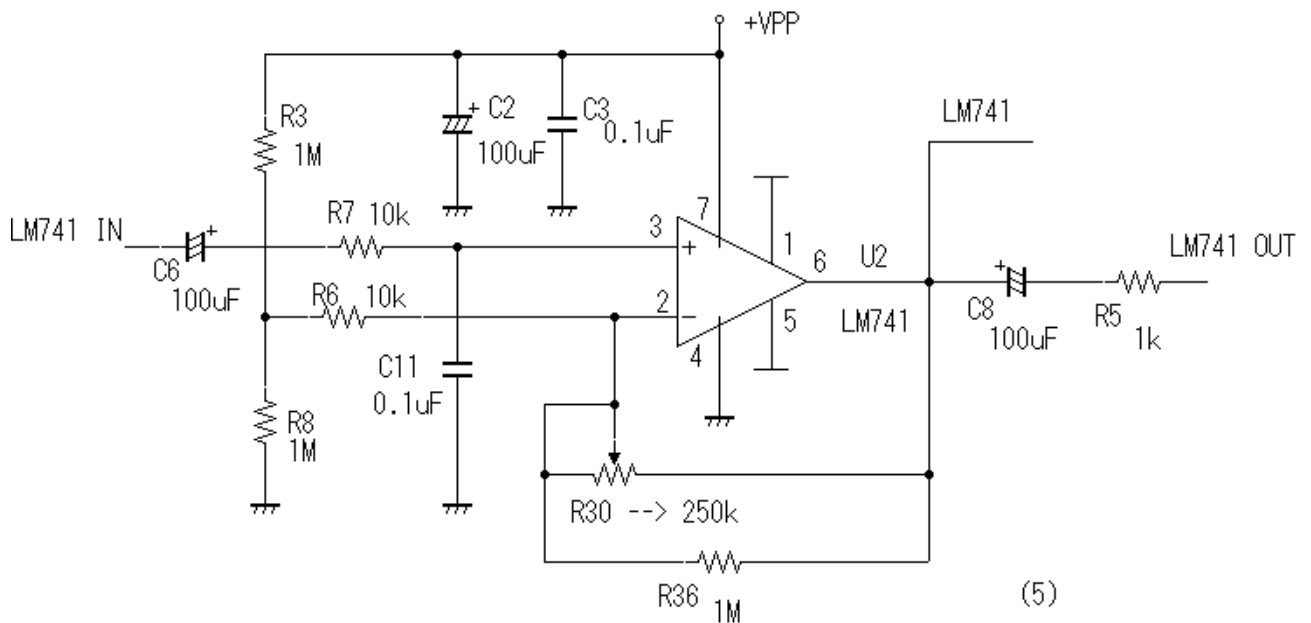 +VPP
R3
1M
+
C2
100uF
C3
0.1uF
LM741
LM741 IN
+
C6
100uF
R7 10k
R6 10k
3
7
+
1
6
U2
LM741 OUT
2
−
4
5
LM741
+
C8
100uF
R5
1k
C11
0.1uF
R8
1M
R30 --> 250k
R36
1M
(5)